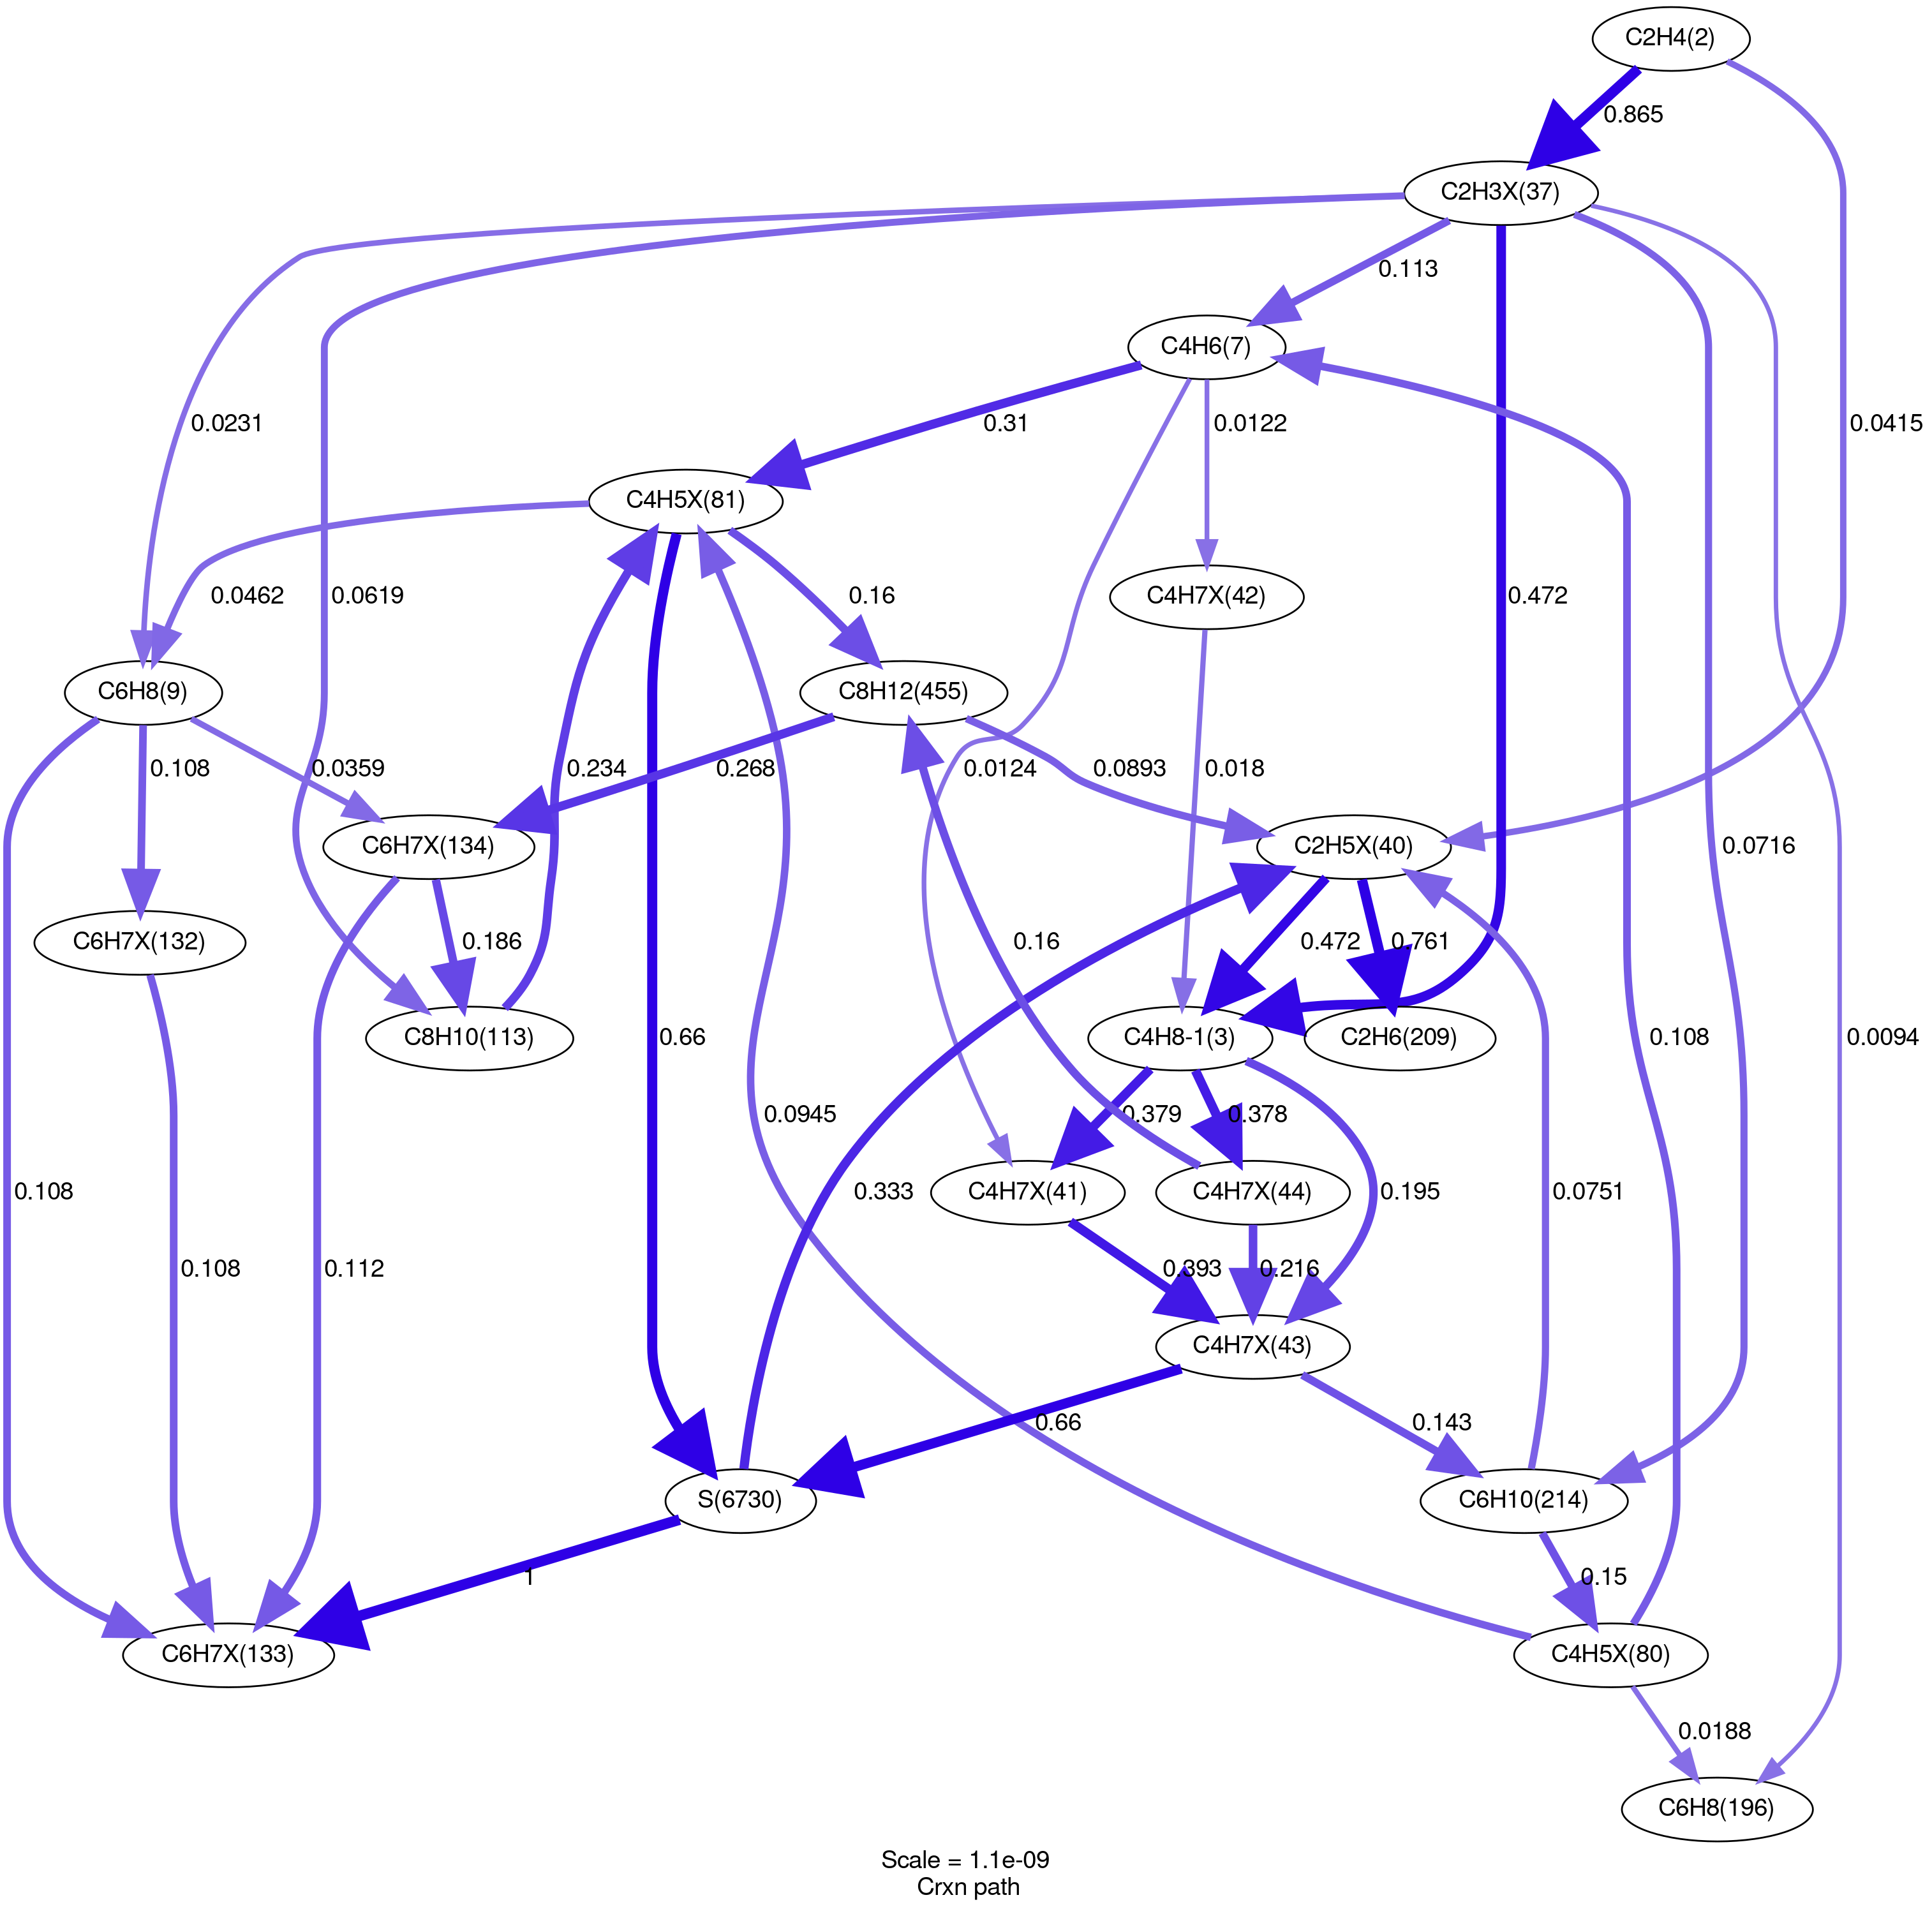 C2H4(2)
0.865
C2H3X(37)
0.113
C4H6(7)
0.0231
0.31
0.0122
0.0415
C4H5X(81)
0.0462
0.0619
0.16
C4H7X(42)
0.472
C6H8(9)
C8H12(455)
0.108
0.0359
0.234
0.268
0.0124
0.0893
0.018
C6H7X(134)
C2H5X(40)
0.0716
C6H7X(132)
0.186
0.16
0.472
0.761
C8H10(113)
0.66
C4H8-1(3)
C2H6(209)
0.108
0.0094
0.0945
0.379
0.378
0.108
0.333
C4H7X(41)
C4H7X(44)
0.195
0.0751
0.108
0.112
0.393
0.216
C4H7X(43)
0.66
0.143
S(6730)
C6H10(214)
1
0.15
C6H7X(133)
C4H5X(80)
0.0188
C6H8(196)
Scale = 1.1e-09
Crxn path